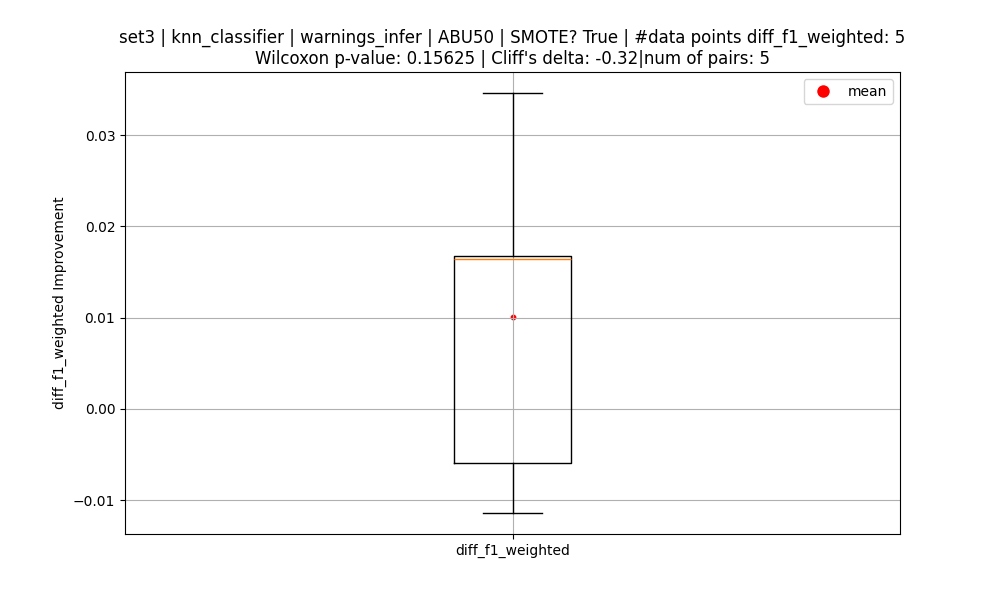 set3 | knn_classifier | warnings_infer | ABU50 | SMOTE? True | #data points diff_f1_weighted: 5
Wilcoxon p-value: 0.15625 | Cliff's delta: -0.32|num of pairs: 5
mean
0.03
0.02
0.01
0.00
−0.01
diff_f1_weighted Improvement
diff_f1_weighted